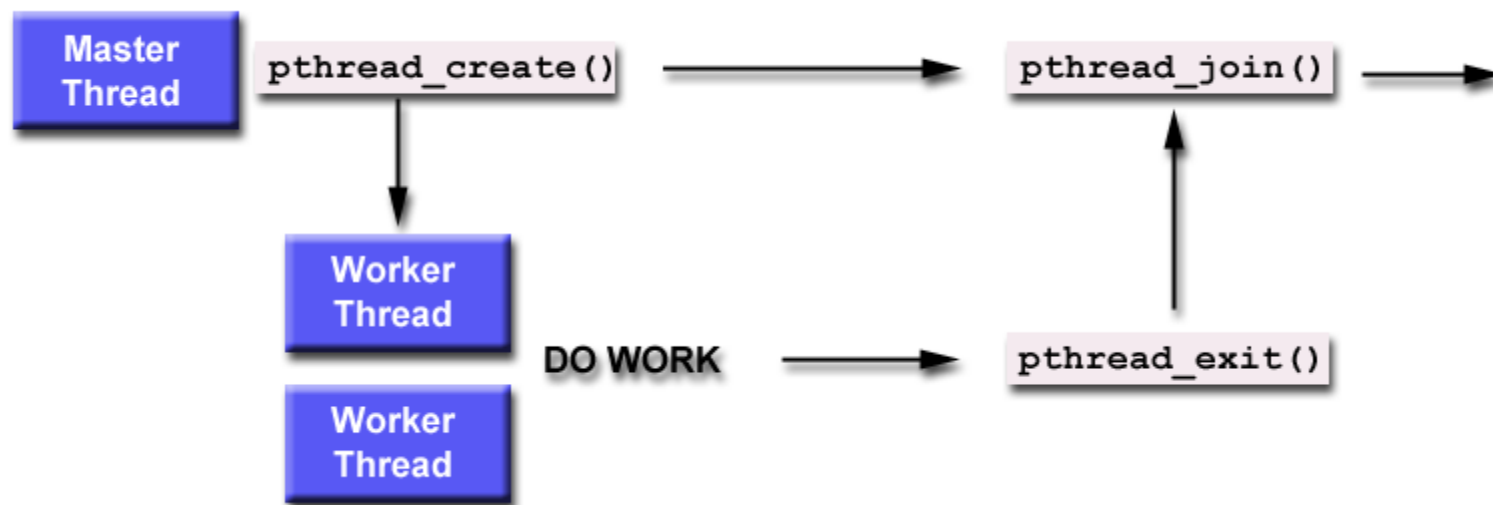 Master
Thread
pthread_create()
pthread_join()
Worker
Thread
DO WORK
pthread_exit()
Worker
Thread